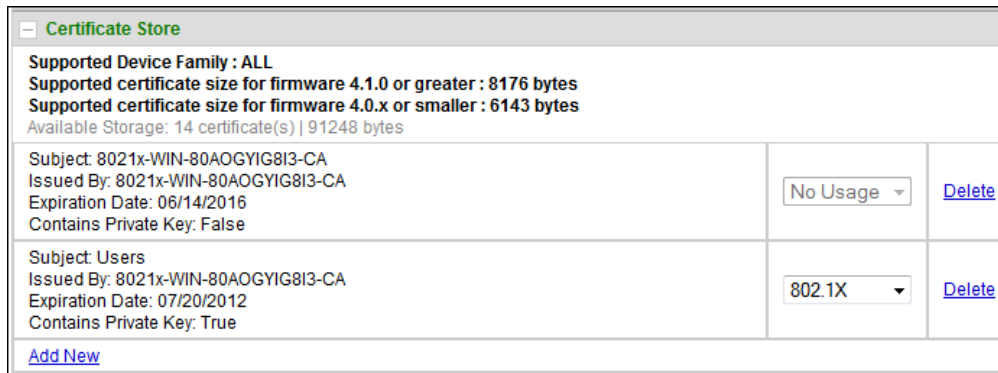 Certificate Store
Supported Device Family : ALL
Supported certificate size for firmware 4.1.0 or greater : 8176 bytes
Supported certificate size for firmware 4.0.x or smaller : 6143 bytes
Available Storage: 14 certificate(s) | 91248 bytes
Subject: 8021x-WIN-80AOGYIG8I3-CA
Issued By: 8021x-WIN-80AOGYIG8I3-CA
Expiration Date: 06/14/2016
Contains Private Key: False
No Usage
Delete
Subject: Users
Issued By: 8021x-WIN-80AOGYIG8I3-CA
Expiration Date: 07/20/2012
Contains Private Key: True
802.1X
Delete
Add New